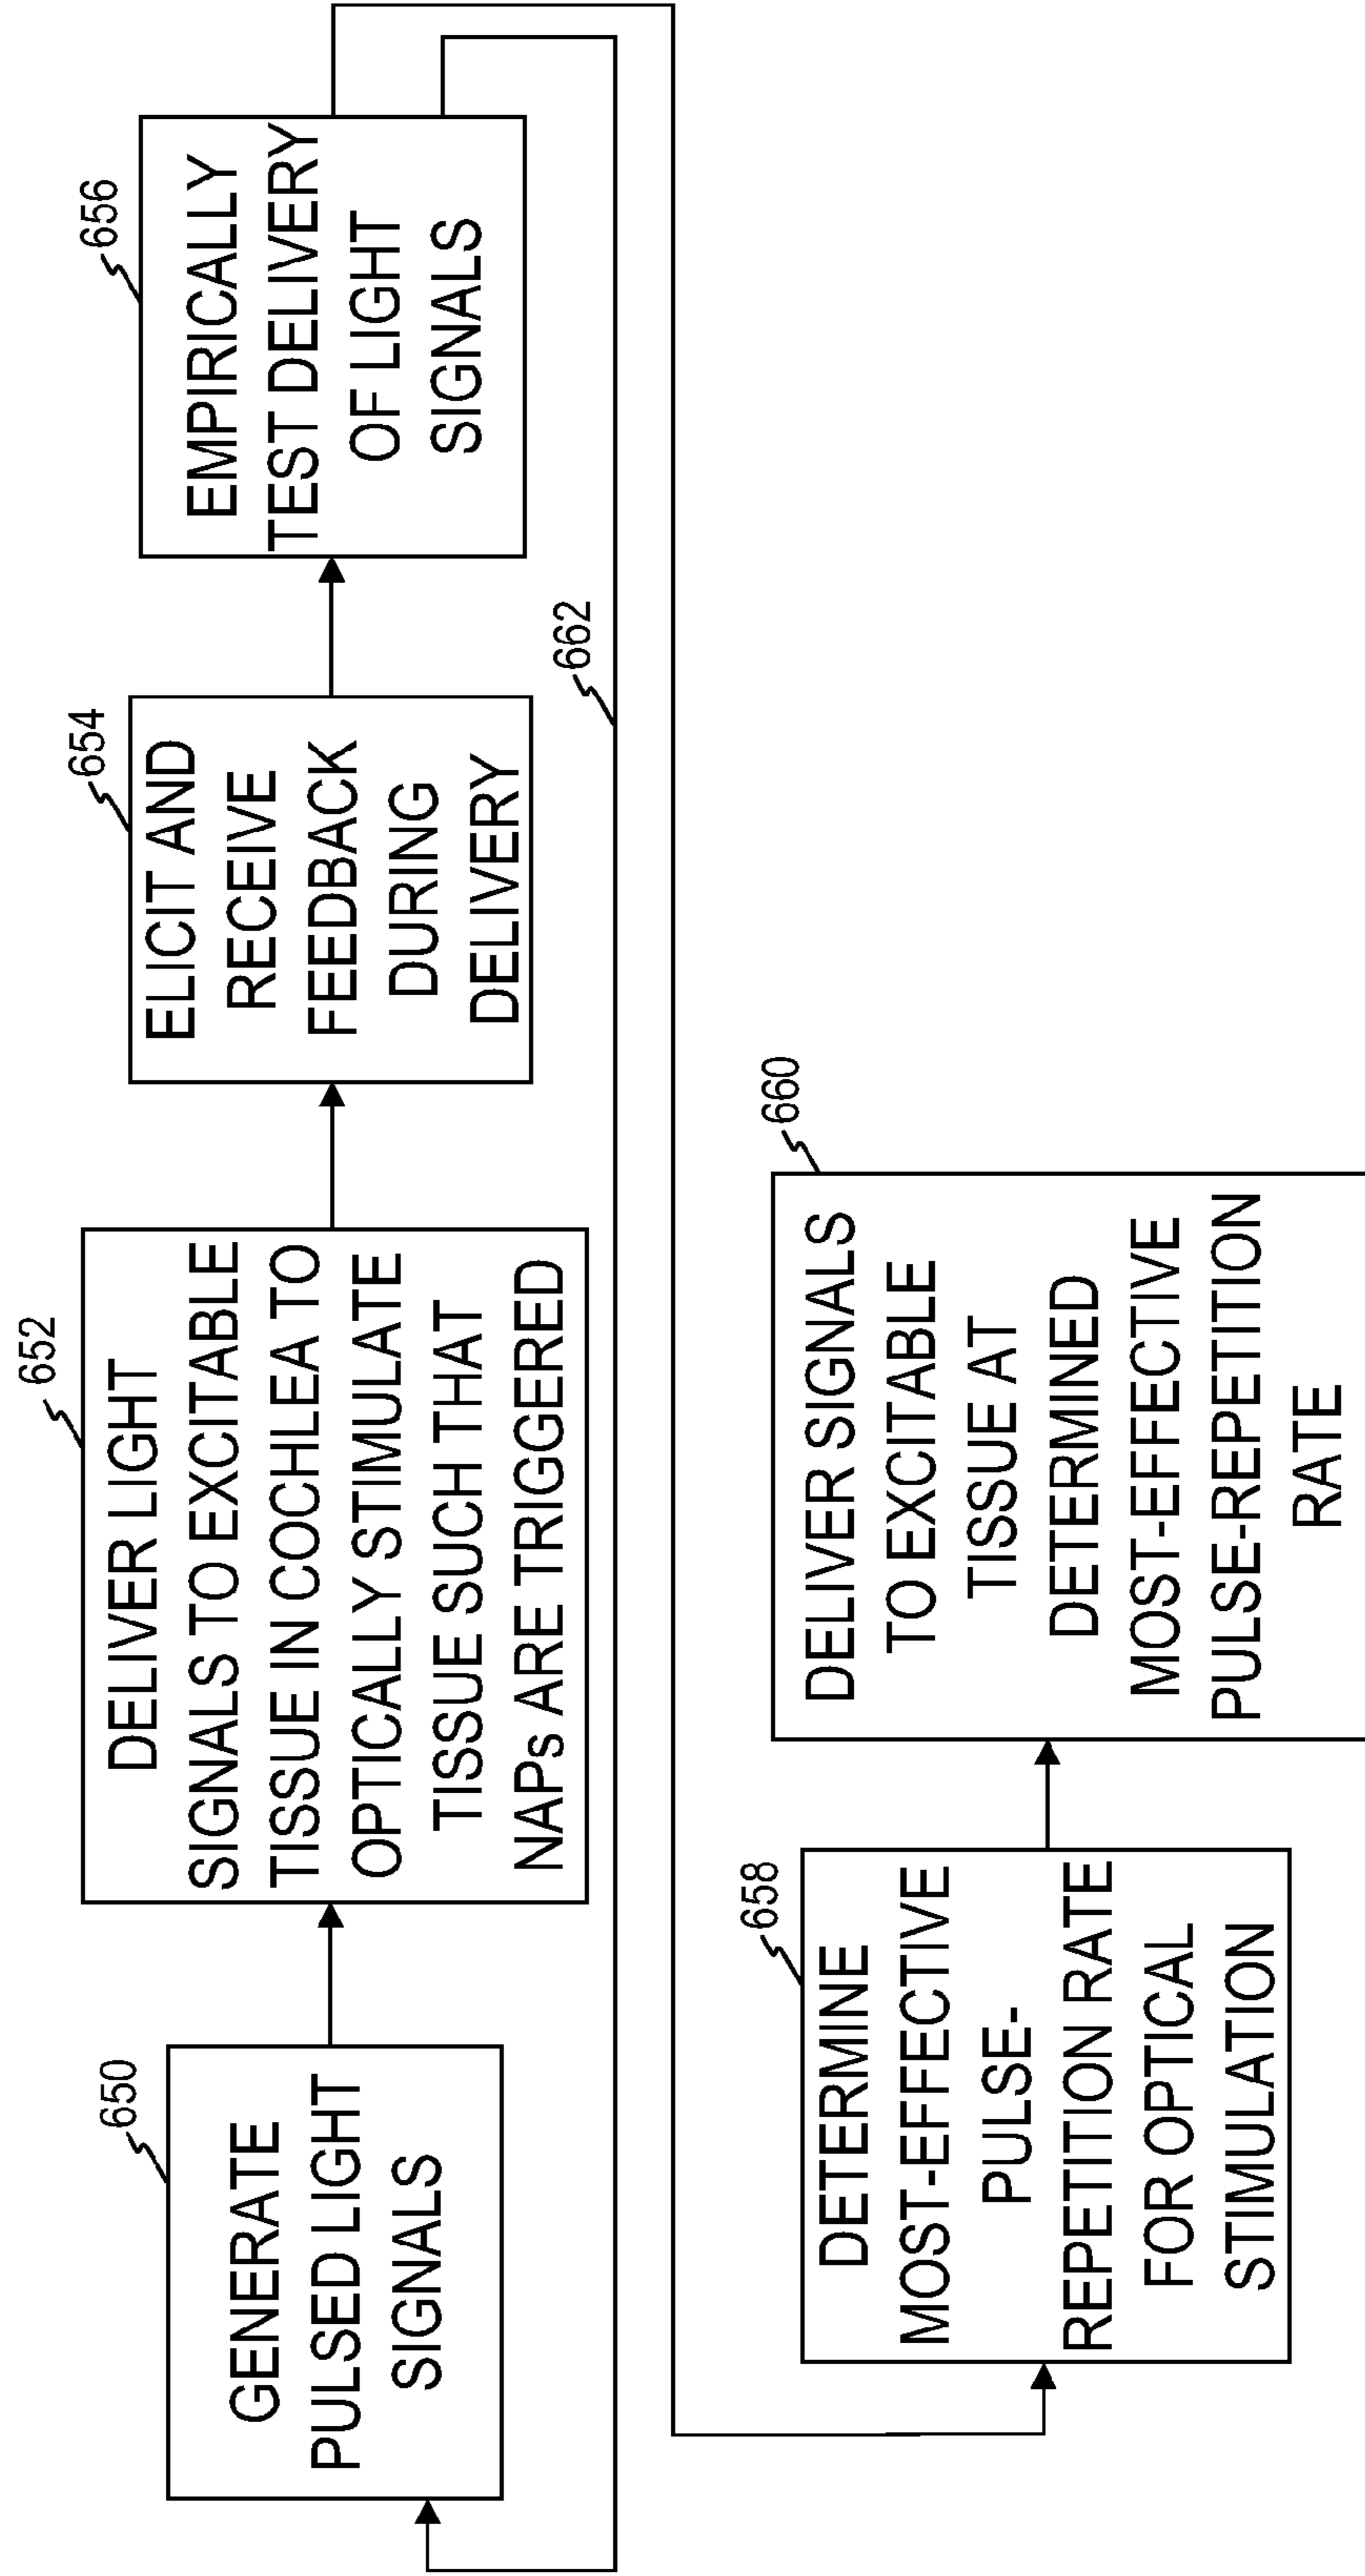 650
GENERATE
PULSED LIGHT
SIGNALS
652
DELIVER LIGHT
SIGNALS TO EXCITABLE
TISSUE IN COCHLEA TO
OPTICALLY STIMULATE
TISSUE SUCH THAT
NAPs ARE TRIGGERED
654
ELICIT AND
RECEIVE
FEEDBACK
DURING
DELIVERY
656
EMPIRICALLY
TEST DELIVERY
OF LIGHT
SIGNALS
662
658
DETERMINE
MOST-EFFECTIVE
PULSE-
REPETITION RATE
FOR OPTICAL
STIMULATION
660
DELIVER SIGNALS
TO EXCITABLE
TISSUE AT
DETERMINED
MOST-EFFECTIVE
PULSE-REPETITION
RATE